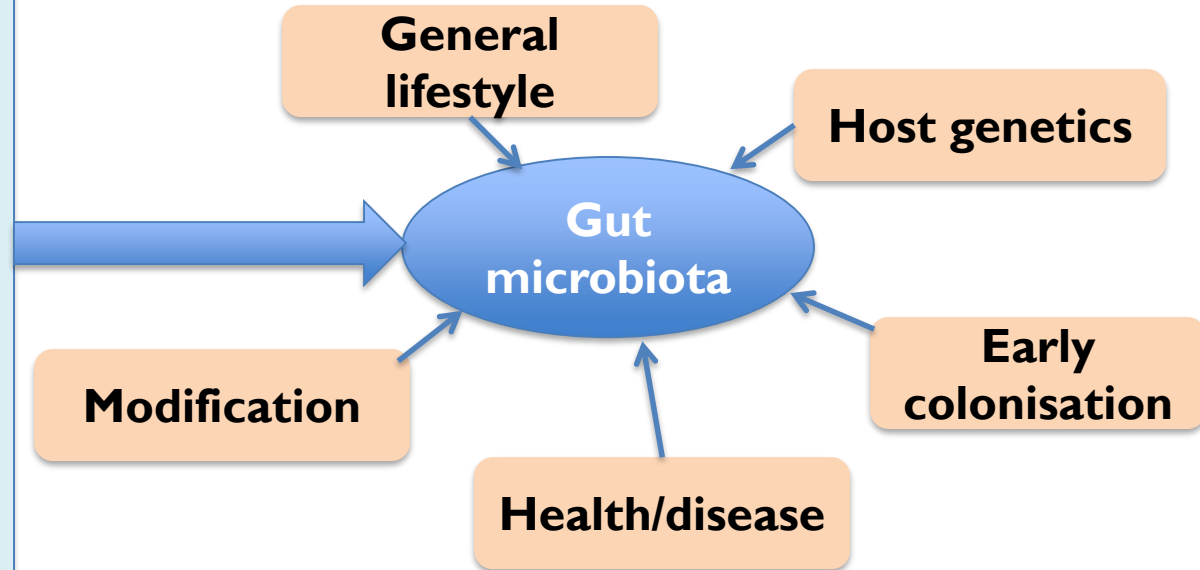 General
lifestyle
Host genetics
Gut
microbiota
Early
colonisation
Modification
Health/disease